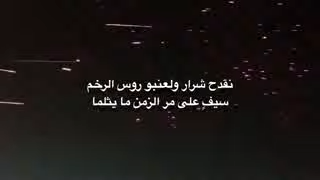 نقدح شرار ولعنبو روس الرخم
سيفٍ على مر الزمن ما يثلما